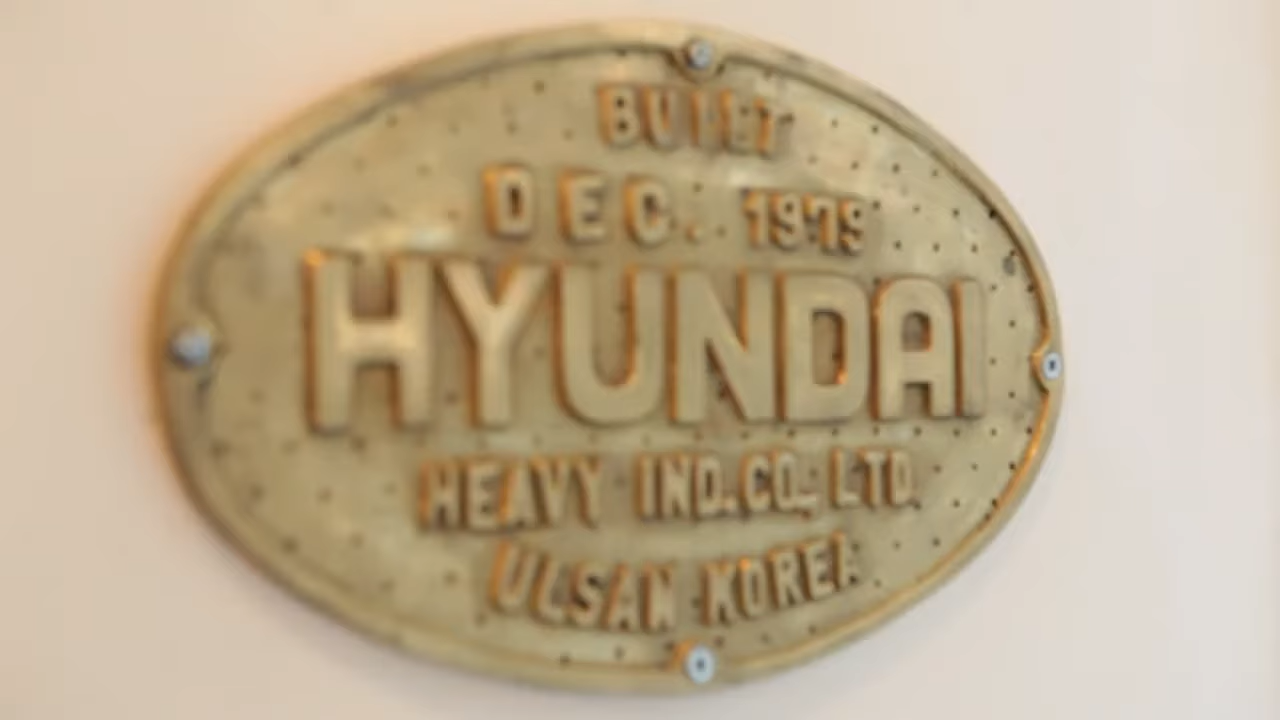 BUILT
DEC. 1979
HYUNDAI
HEAVY IND.CO., LTD.
ULSAN KOREA